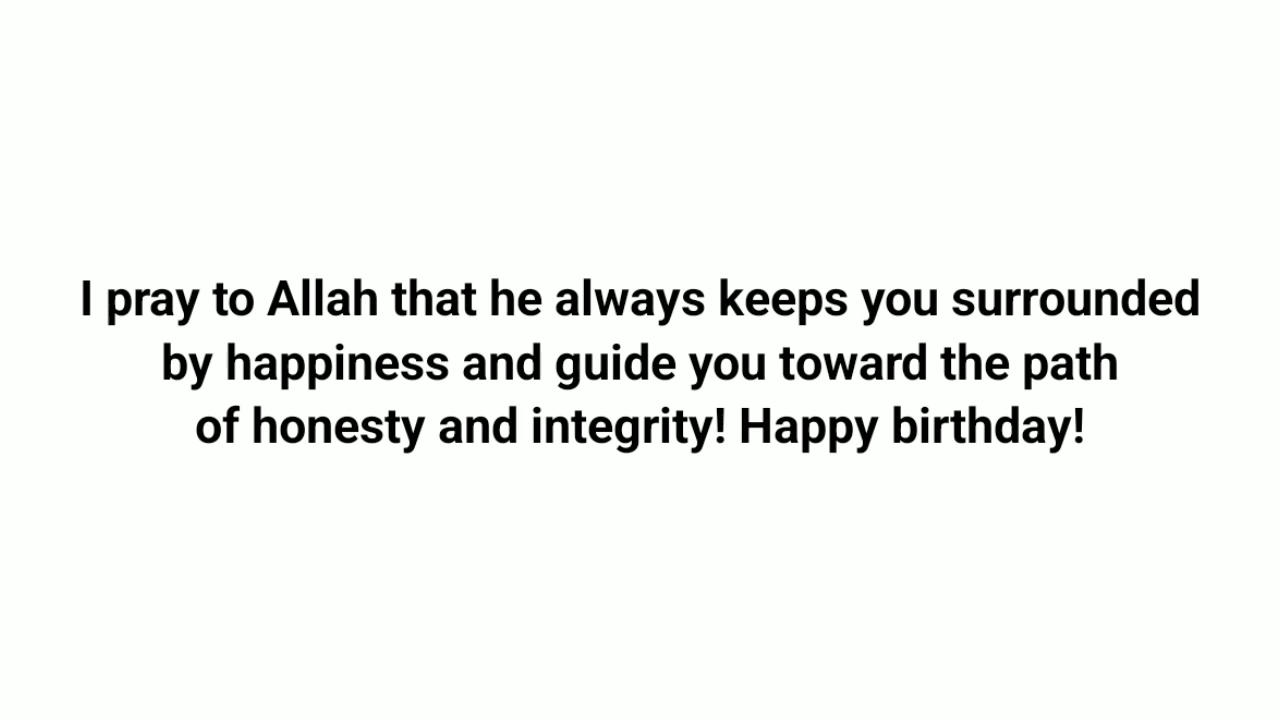 I pray to Allah that he always keeps you surrounded
by happiness and guide you toward the path
of honesty and integrity! Happy birthday!